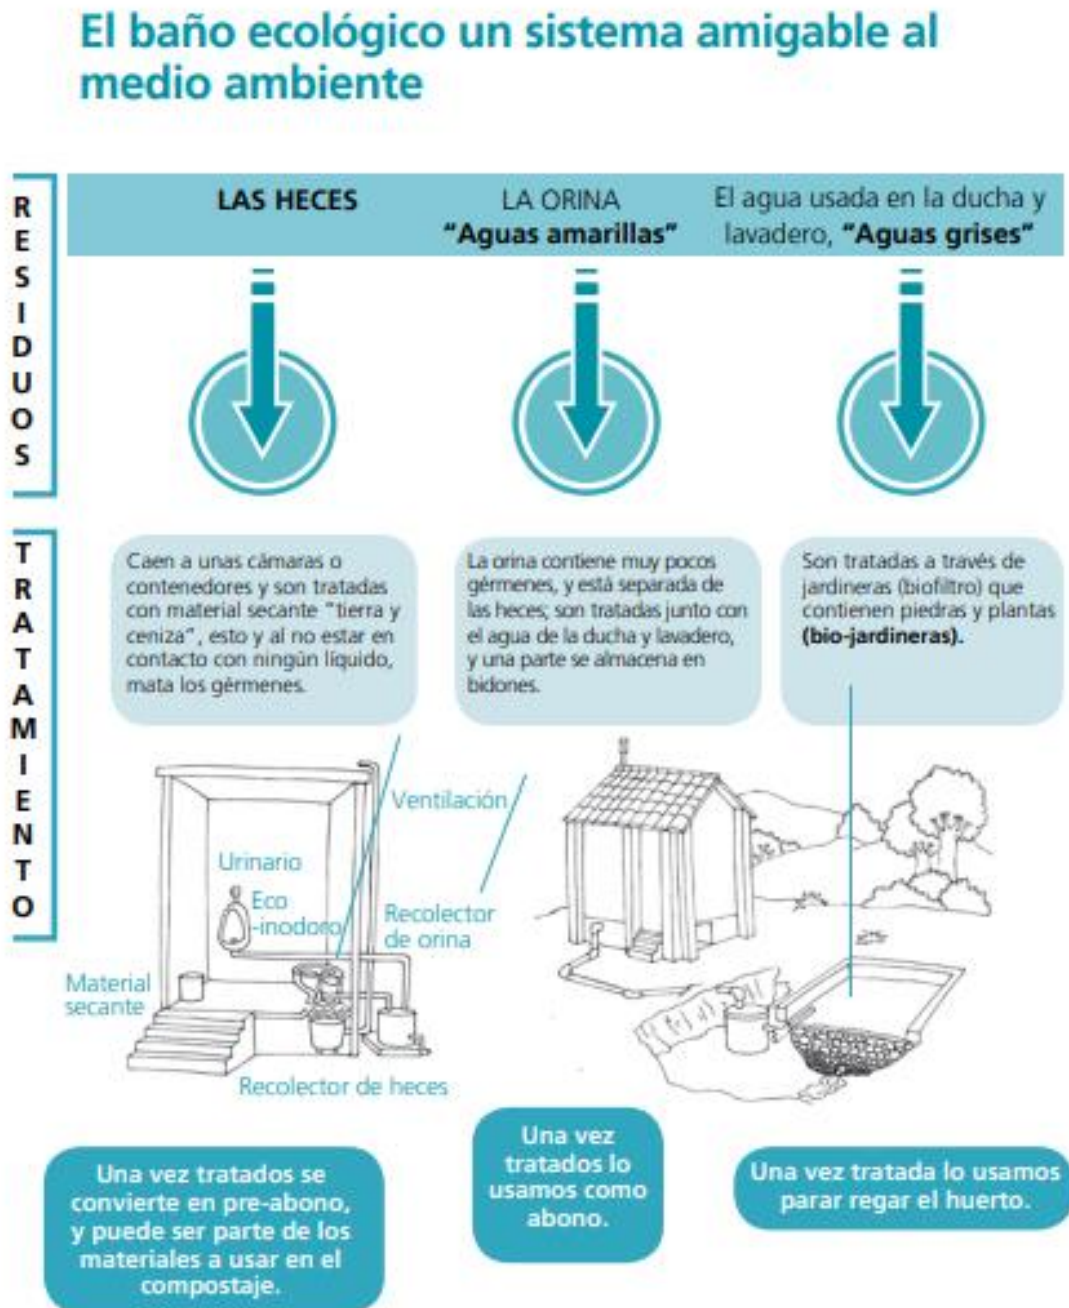 El baño ecológico un sistema amigable al
medio ambiente
RESIDUOS
LAS HECES
LA ORINA
“Aguas amarillas”
El agua usada en la ducha y
lavadero, “Aguas grises”
TRATAMIENTO
Caen a unas cámaras o
contenedores y son tratadas
con material secante “tierra y
ceniza”, esto y al no estar en
contacto con ningún líquido,
mata los gérmenes.
La orina contiene muy pocos
gérmenes, y está separada de
las heces; son tratadas junto con
el agua de la ducha y lavadero,
y una parte se almacena en
bidones.
Son tratadas a través de
jardineras (biofiltro) que
contienen piedras y plantas
(bio-jardineras).
Ventilación
Urinario
Eco
-inodoro
Recolector
de orina
Material
secante
Recolector de heces
Una vez tratados se
convierte en pre-abono,
y puede ser parte de los
materiales a usar en el
compostaje.
Una vez
tratados lo
usamos como
abono.
Una vez tratada lo usamos
parar regar el huerto.